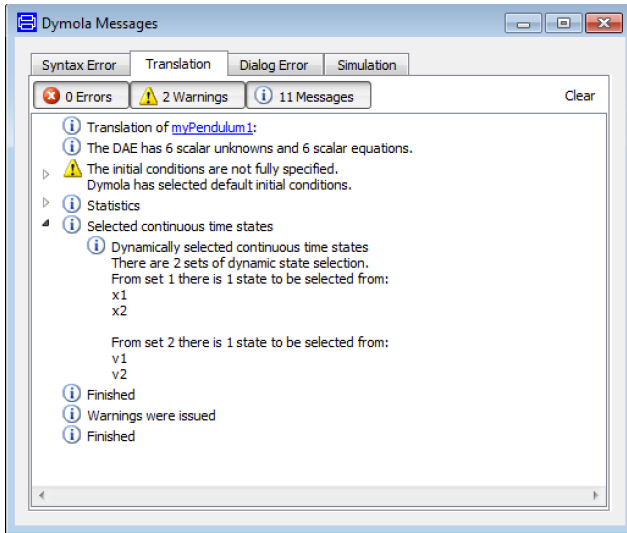 Dymola Messages
Syntax Error Translation Dialog Error Simulation
0 Errors 2 Warnings 11 Messages Clear
Translation of myPendulum1:
The DAE has 6 scalar unknowns and 6 scalar equations.
The initial conditions are not fully specified.
Dymola has selected default initial conditions.
Statistics
Selected continuous time states
Dynamically selected continuous time states
There are 2 sets of dynamic state selection.
From set 1 there is 1 state to be selected from:
x1
x2
From set 2 there is 1 state to be selected from:
v1
v2
Finished
Warnings were issued
Finished